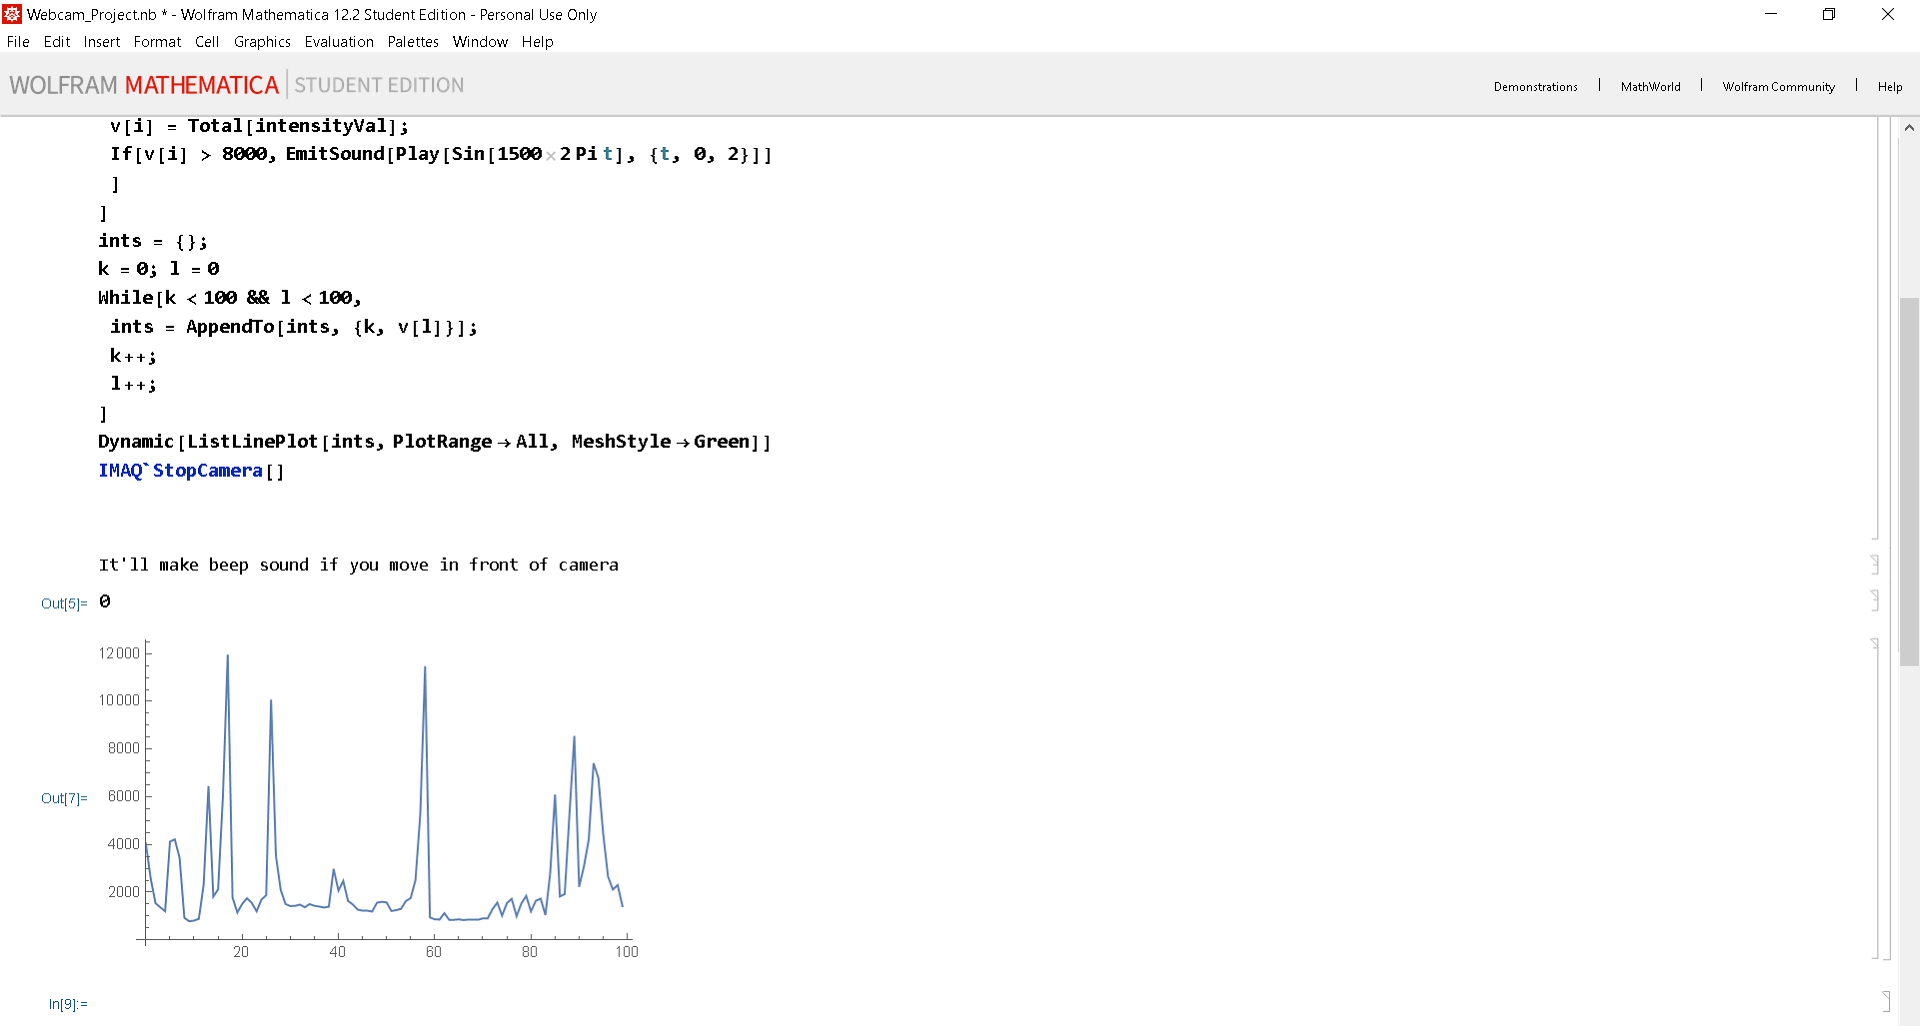 Webcam_Project.nb * - Wolfram Mathematica 12.2 Student Edition - Personal Use Only
File Edit Insert Format Cell Graphics Evaluation Palettes Window Help
WOLFRAM MATHEMATICA | STUDENT EDITION
Demonstrations | MathWorld | Wolfram Community | Help
v[i] = Total[intensityVal];
If[v[i] > 8000, EmitSound[Play[Sin[1500 × 2 Pi t], {t, 0, 2}]]
]
]
ints = {};
k = 0; l = 0
While[k < 100 && l < 100,
ints = AppendTo[ints, {k, v[l]}];
k++;
l++;
]
Dynamic[ListLinePlot[ints, PlotRange → All, MeshStyle → Green]]
IMAQ`StopCamera[]
It'll make beep sound if you move in front of camera
Out[5]= 0
12000
10000
8000
Out[7]= 6000
4000
2000
20 40 60 80 100
In[9]:=